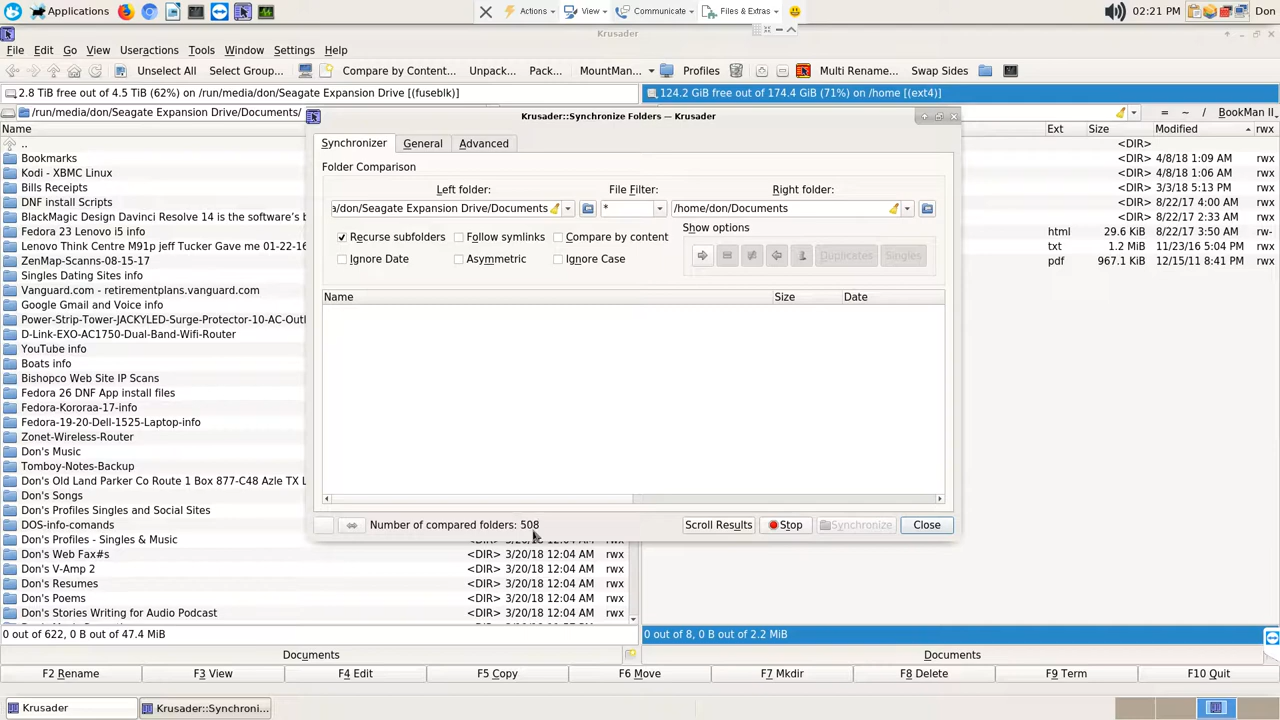 Applications
Actions
View
Communicate
Files & Extras
02:21 PM
Don
Krusader
File Edit Go View Useractions Tools Window Settings Help
Unselect All Select Group... Compare by Content... Unpack... Pack... MountMan... Profiles Multi Rename... Swap Sides
2.8 TiB free out of 4.5 TiB (62%) on /run/media/don/Seagate Expansion Drive [(fuseblk)]
124.2 GiB free out of 174.4 GiB (71%) on /home [(ext4)]
/run/media/don/Seagate Expansion Drive/Documents/
= ~ / BookMan II
Name
..
Bookmarks
Kodi - XBMC Linux
Bills Receipts
DNF install Scripts
BlackMagic Design Davinci Resolve 14 is the software's b
Fedora 23 Lenovo i5 info
Lenovo Think Centre M91p jeff Tucker Gave me 01-22-16
ZenMap-Scans-08-15-17
Singles Dating Sites info
Vanguard.com - retirementplans.vanguard.com
Google Gmail and Voice info
Power-Strip-Tower-JACKYLED-Surge-Protector-10-AC-Outl
D-Link-EXO-AC1750-Dual-Band-Wifi-Router
YouTube info
Boats info
Bishopco Web Site IP Scans
Fedora 26 DNF App install files
Fedora-Kororaa-17-info
Fedora-19-20-Dell-1525-Laptop-info
Zonet-Wireless-Router
Don's Music
Tomboy-Notes-Backup
Don's Old Land Parker Co Route 1 Box 877-C48 Azle TX L
Don's Songs
Don's Profiles Singles and Social Sites
DOS-info-comands
Don's Profiles - Singles & Music <DIR> 3/20/18 12:04 AM rwx
Don's Web Fax#s <DIR> 3/20/18 12:04 AM rwx
Don's V-Amp 2 <DIR> 3/20/18 12:04 AM rwx
Don's Resumes <DIR> 3/20/18 12:04 AM rwx
Don's Poems <DIR> 3/20/18 12:04 AM rwx
Don's Stories Writing for Audio Podcast <DIR> 3/20/18 12:04 AM rwx
0 out of 622, 0 B out of 47.4 MiB
Documents
Krusader::Synchronize Folders — Krusader
Synchronizer General Advanced
Folder Comparison
Left folder: File Filter: Right folder:
a/don/Seagate Expansion Drive/Documents * /home/don/Documents
Recurse subfolders Follow symlinks Compare by content
Ignore Date Asymmetric Ignore Case
Show options
= ≠ Duplicates Singles
Name Size Date
Number of compared folders: 508
Scroll Results Stop Synchronize Close
Ext Size Modified rwx
<DIR>
<DIR> 4/8/18 1:09 AM rwx
<DIR> 4/8/18 1:06 AM rwx
<DIR> 3/3/18 5:13 PM rwx
<DIR> 8/22/17 4:00 AM rwx
<DIR> 8/22/17 2:33 AM rwx
html 29.6 KiB 8/22/17 3:50 AM rw-
txt 1.2 MiB 11/23/16 5:04 PM rwx
pdf 967.1 KiB 12/15/11 8:41 PM rwx
0 out of 8, 0 B out of 2.2 MiB
Documents
F2 Rename F3 View F4 Edit F5 Copy F6 Move F7 Mkdir F8 Delete F9 Term F10 Quit
Krusader
Krusader::Synchroni...